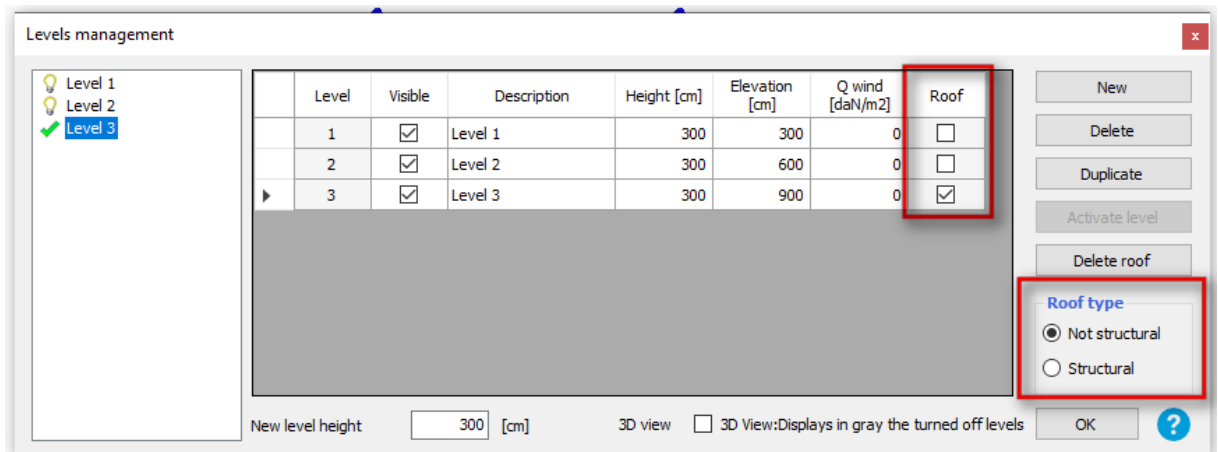 Levels management
x
Level 1
Level 2
Level 3
Level Visible Description Height [cm] Elevation [cm] Q wind [daN/m2] Roof
1 Level 1 300 300 0
2 Level 2 300 600 0
3 Level 3 300 900 0
New
Delete
Duplicate
Activate level
Delete roof
Roof type
Not structural
Structural
New level height 300 [cm] 3D view 3D View:Displays in gray the turned off levels OK ?